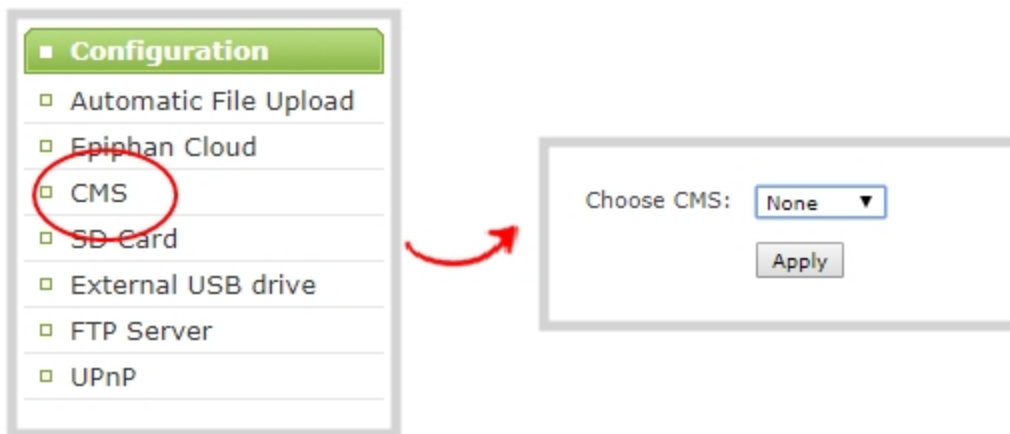 Configuration
Automatic File Upload
Epiphan Cloud
CMS
SD Card
External USB drive
FTP Server
UPnP
Choose CMS: None
Apply